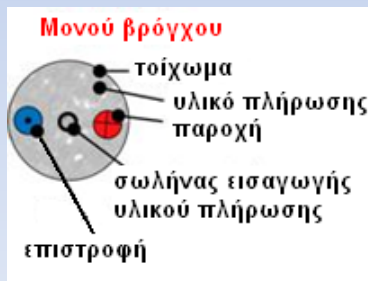 Μονού βρόγχου
τοίχωμα
υλικό πλήρωσης
παροχή
σωλήνας εισαγωγής
υλικού πλήρωσης
επιστροφή